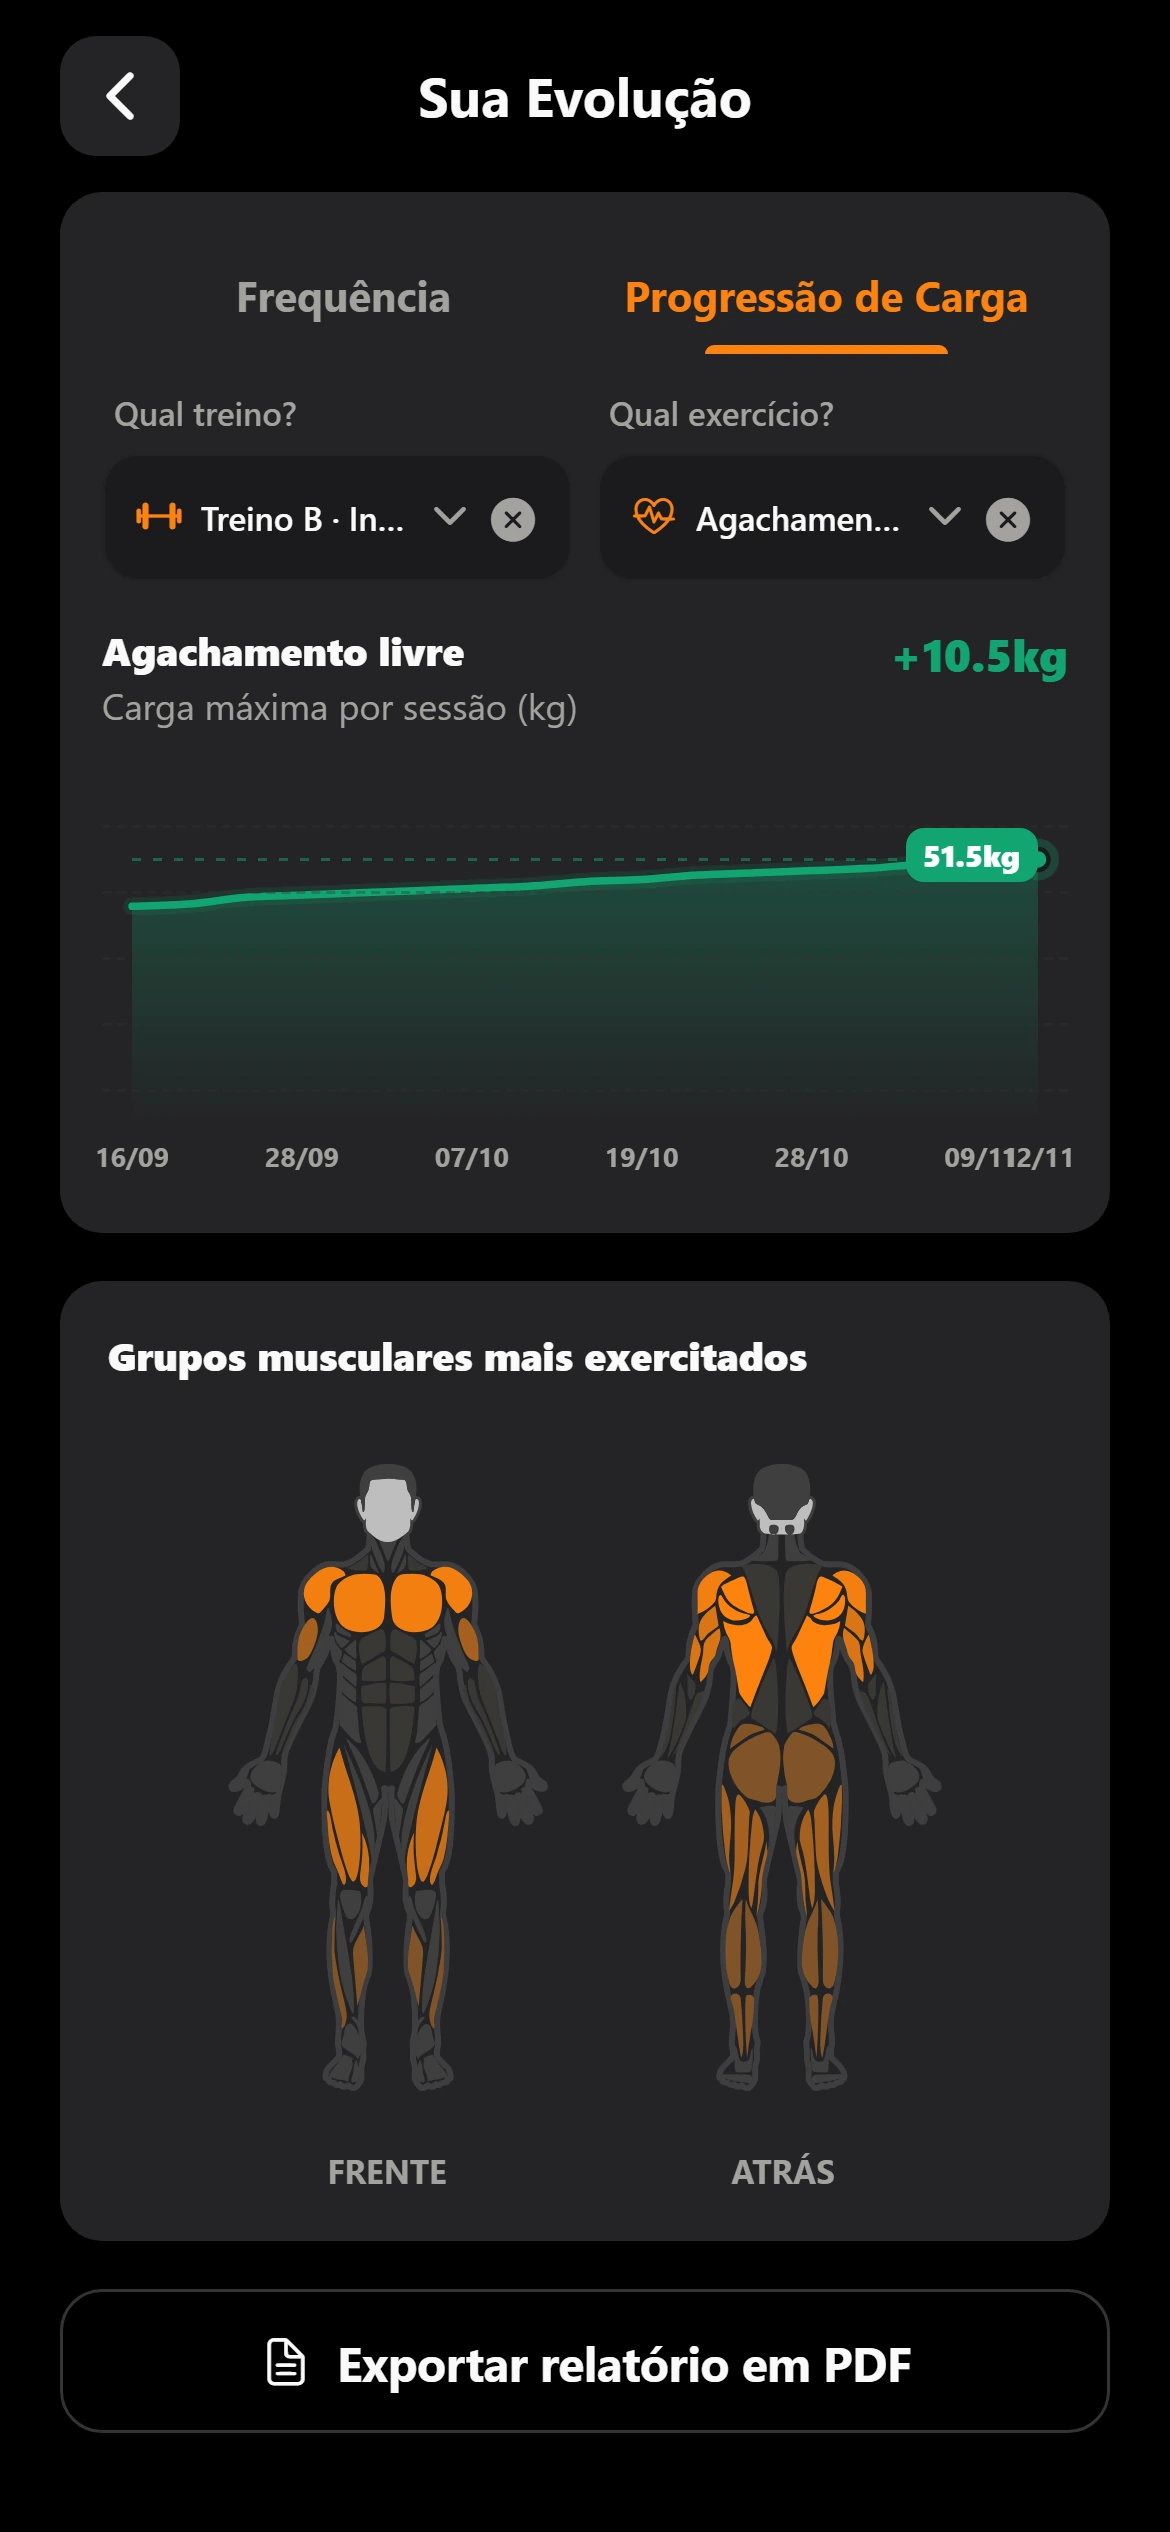 Sua Evolução
Frequência
Progressão de Carga
Qual treino?
Qual exercício?
Treino B · In...
Agachamen...
Agachamento livre
+10.5kg
Carga máxima por sessão (kg)
51.5kg
16/09 28/09 07/10 19/10 28/10 09/11 12/11
Grupos musculares mais exercitados
FRENTE
ATRÁS
Exportar relatório em PDF